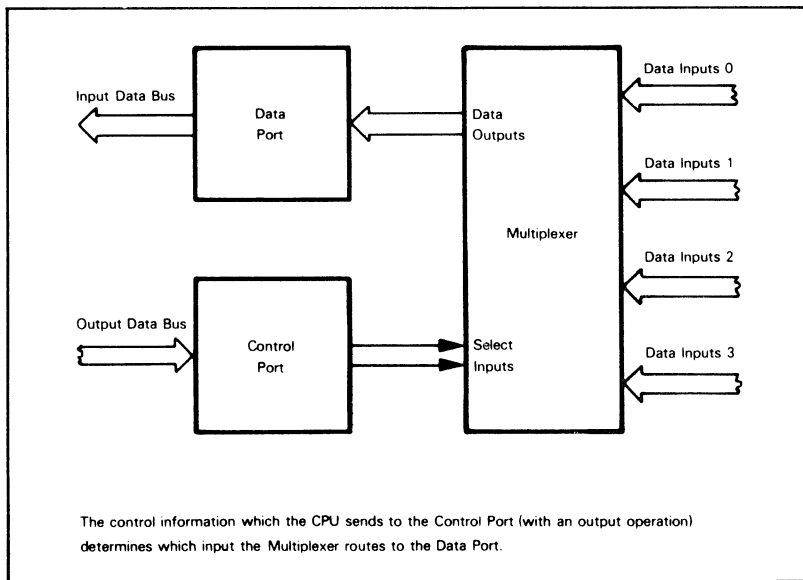 Input Data Bus
Data
Port
Data
Outputs
Multiplexer
Data Inputs 0
Data Inputs 1
Data Inputs 2
Data Inputs 3
Output Data Bus
Control
Port
Select
Inputs
The control information which the CPU sends to the Control Port (with an output operation)
determines which input the Multiplexer routes to the Data Port.